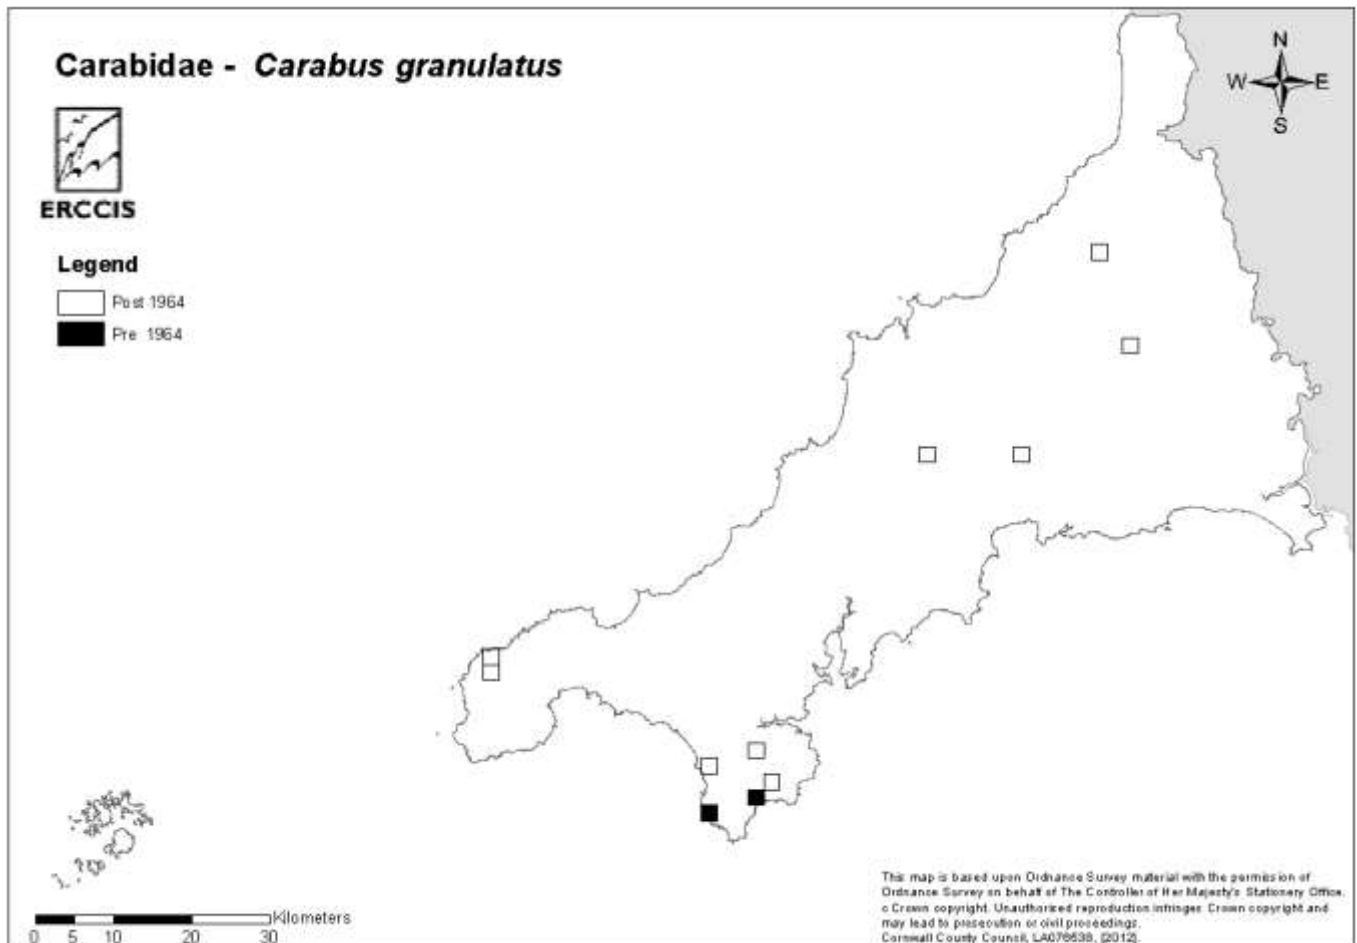 Carabidae - Carabus granulatus
N
W E
S
ERCCIS
Legend
Post 1964
Pre 1964
This map is based upon Ordnance Survey material with the permission of
Ordnance Survey on behalf of The Controller of Her Majesty's Stationery Office.
c Crown copyright. Unauthorised reproduction infringes Crown copyright and
may lead to prosecution or civil proceedings.
Cornwall County Council, LA076538, (2012).
Kilometers
0 5 10 20 30